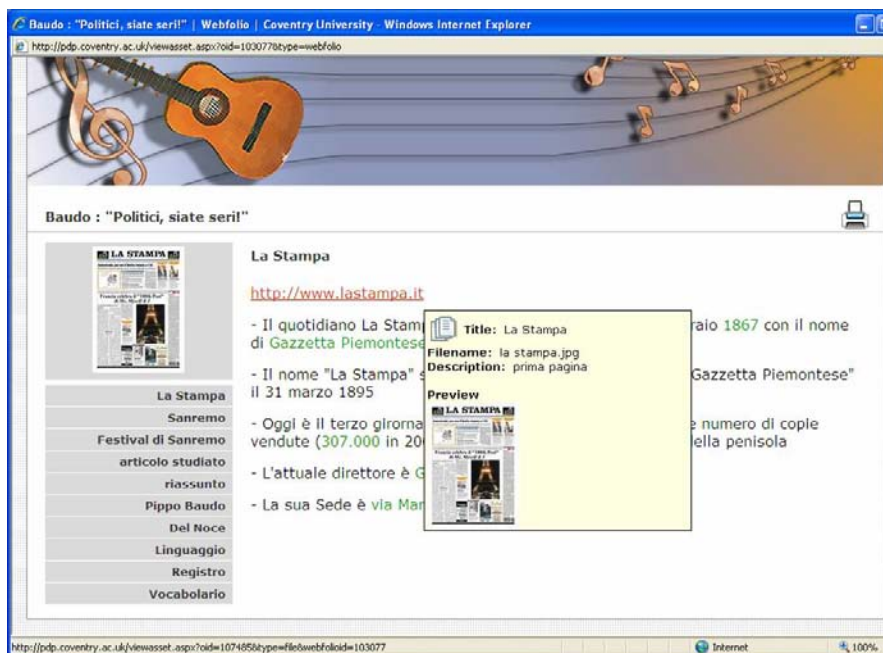 Baudo : "Politici, siate seri!" | Webfolio | Coventry University - Windows Internet Explorer
http://pdp.coventry.ac.uk/viewasset.aspx?oid=103077&type=webfolio
Baudo : "Politici, siate seri!"
LA STAMPA
La Stampa
Sanremo
Festival di Sanremo
articolo studiato
riassunto
Pippo Baudo
Del Noce
Linguaggio
Registro
Vocabolario
La Stampa
http://www.lastampa.it
- Il quotidiano La Stam raio 1867 con il nome
di Gazzetta Piemontese
- Il nome "La Stampa" s Gazzetta Piemontese"
il 31 marzo 1895
- Oggi è il terzo girorna e numero di copie
vendute (307.000 in 20 ella penisola
- L'attuale direttore è G
- La sua Sede è via Mar
Title: La Stampa
Filename: la stampa.jpg
Description: prima pagina
Preview
LA STAMPA
http://pdp.coventry.ac.uk/viewasset.aspx?oid=107485&type=file&webfolioid=103077
Internet
100%